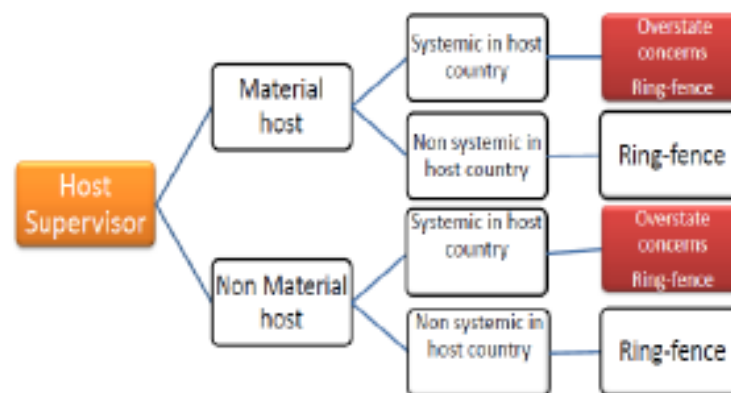 Host
Supervisor
Material
host
Non Material
host
Systemic in host
country
Non systemic in
host country
Systemic in host
country
Non systemic in
host country
Overstate
concerns
Ring-fence
Ring-fence
Overstate
concerns
Ring-fence
Ring-fence